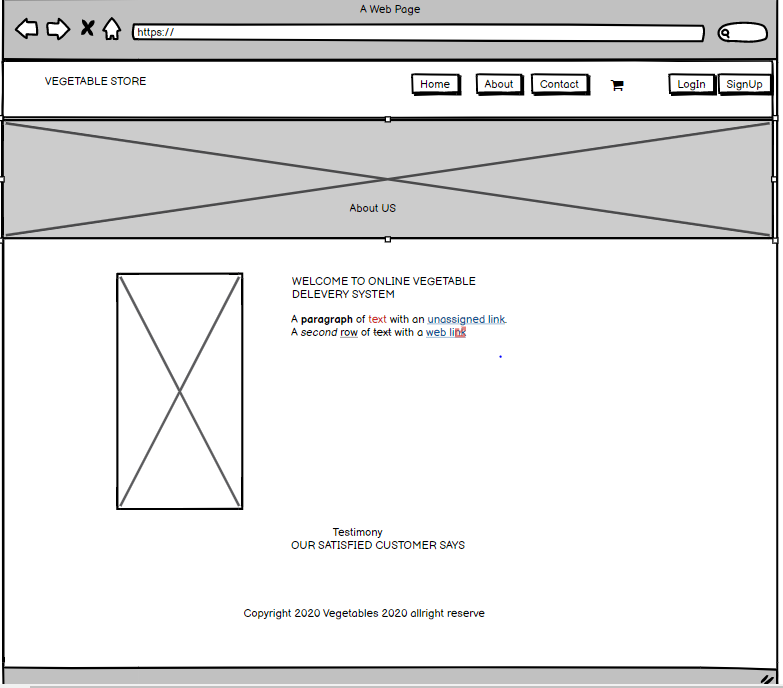 A Web Page
https://
VEGETABLE STORE
Home
About
Contact
LogIn
SignUp
About US
WELCOME TO ONLINE VEGETABLE
DELEVERY SYSTEM
A paragraph of text with an unassigned link.
A second row of text with a web link
Testimony
OUR SATISFIED CUSTOMER SAYS
Copyright 2020 Vegetables 2020 allright reserve